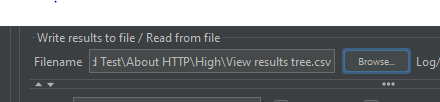 Write results to file / Read from file
Filename d Test\About HTTP\High\View results tree.csv Browse... Log/